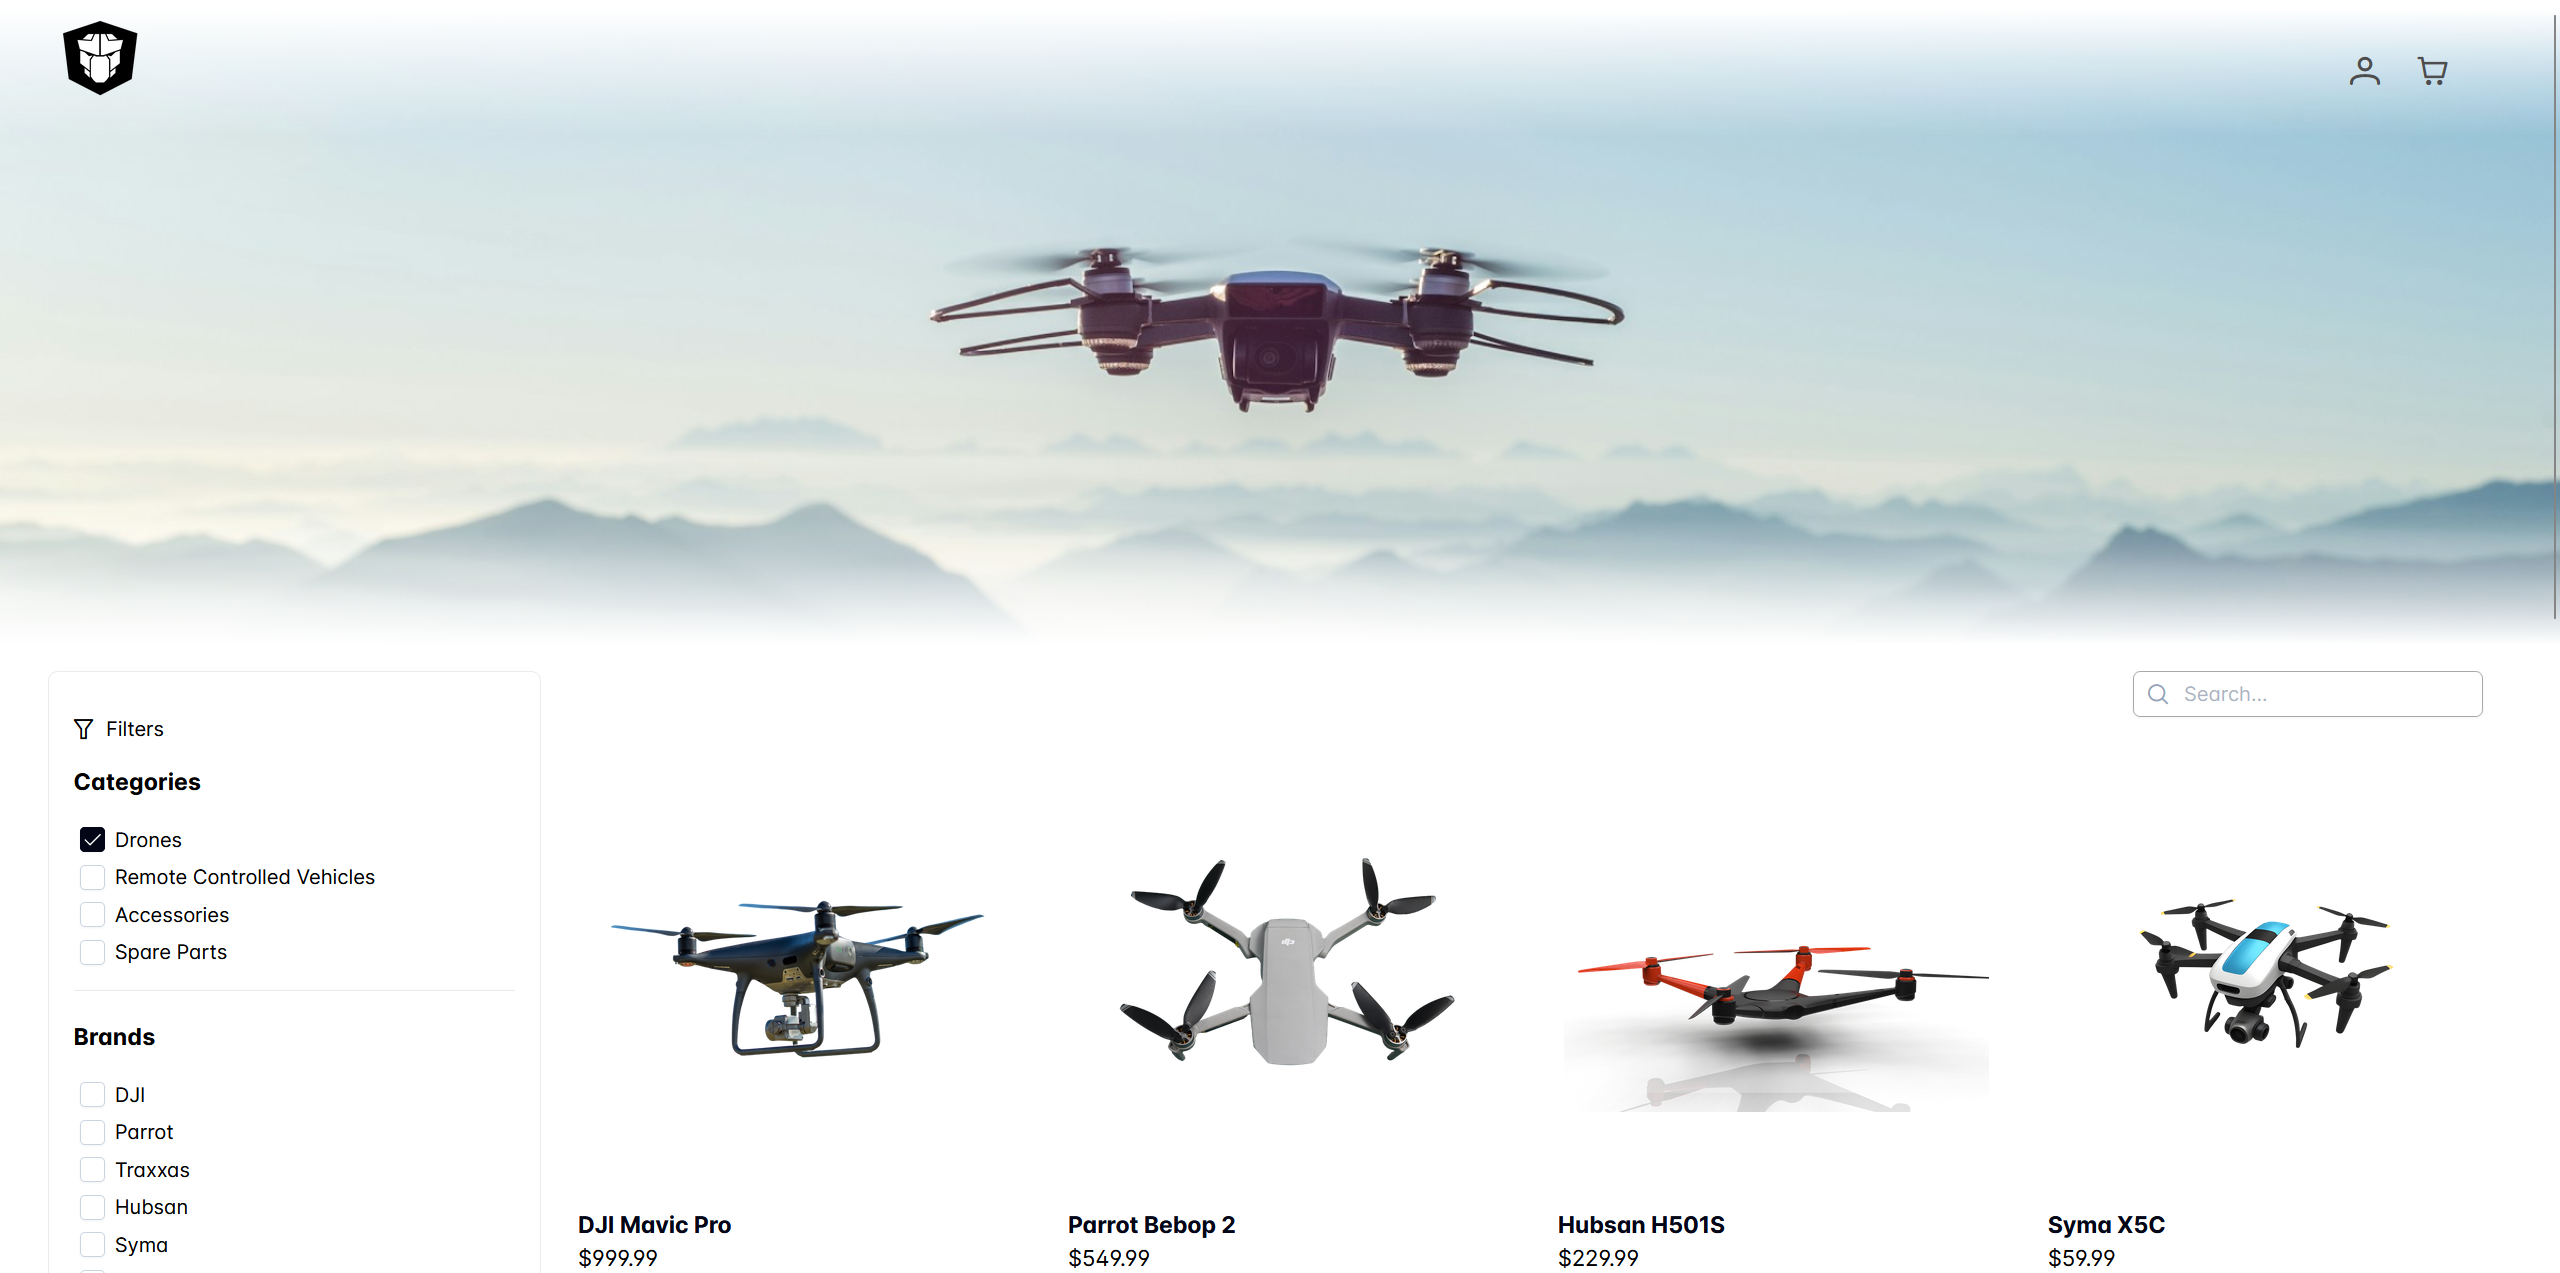 Search...
Filters
Categories
Drones
Remote Controlled Vehicles
Accessories
Spare Parts
Brands
DJI
Parrot
Traxxas
Hubsan
Syma
DJI Mavic Pro
$999.99
Parrot Bebop 2
$549.99
Hubsan H501S
$229.99
Syma X5C
$59.99